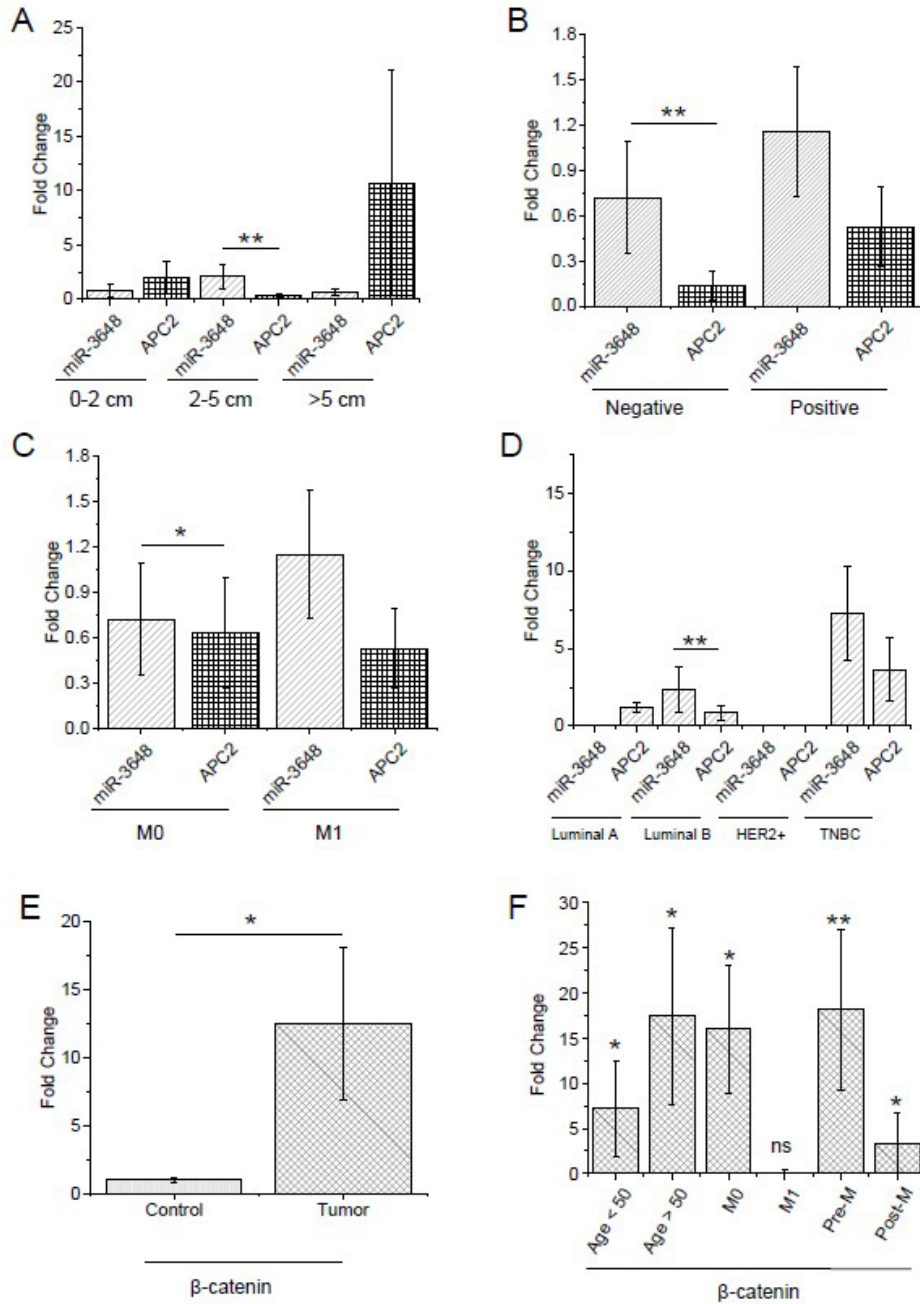 A
25
20
15
10
5
0
Fold Change
**
miR-3648
APC2
miR-3648
APC2
miR-3648
APC2
0-2 cm
2-5 cm
>5 cm
B
1.8
1.5
1.2
0.9
0.6
0.3
0.0
Fold Change
**
miR-3648
APC2
miR-3648
APC2
Negative
Positive
C
1.8
1.5
1.2
0.9
0.6
0.3
0.0
Fold Change
*
miR-3648
APC2
miR-3648
APC2
M0
M1
D
10
5
0
Fold Change
**
miR-3648
APC2
miR-3648
APC2
miR-3648
APC2
miR-3648
APC2
Luminal A
Luminal B
HER2+
TNBC
E
20
15
10
5
0
Fold Change
*
Control
Tumor
β-catenin
F
30
25
20
15
10
5
0
Fold Change
*
*
*
ns
**
*
Age < 50
Age > 50
M0
M1
Pre-M
Post-M
β-catenin